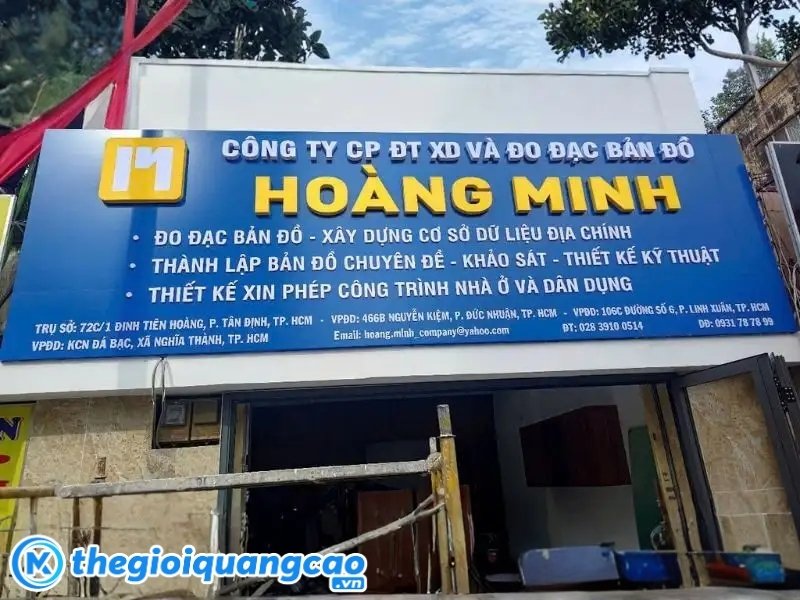 CÔNG TY CP ĐT XD VÀ ĐO ĐẠC BẢN ĐỒ
HOÀNG MINH
· ĐO ĐẠC BẢN ĐỒ - XÂY DỰNG CƠ SỞ DỮ LIỆU ĐỊA CHÍNH
· THÀNH LẬP BẢN ĐỒ CHUYÊN ĐỀ - KHẢO SÁT - THIẾT KẾ KỸ THUẬT
· THIẾT KẾ XIN PHÉP CÔNG TRÌNH NHÀ Ở VÀ DÂN DỤNG
TRỤ SỞ: 72C/1 ĐINH TIÊN HOÀNG, P. TÂN ĐỊNH, TP. HCM - VPĐD: 466B NGUYỄN KIỆM, P. ĐỨC NHUẬN, TP. HCM - VPĐD: 106C ĐƯỜNG SỐ 6, P. LINH XUÂN, TP. HCM
VPĐD: KCN ĐÁ BẠC, XÃ NGHĨA THÀNH, TP. HCM Email: hoang.minh_company@yahoo.com ĐT: 028 3910 0514 DĐ: 0931 78 78 99
thegioiquangcao
.vn